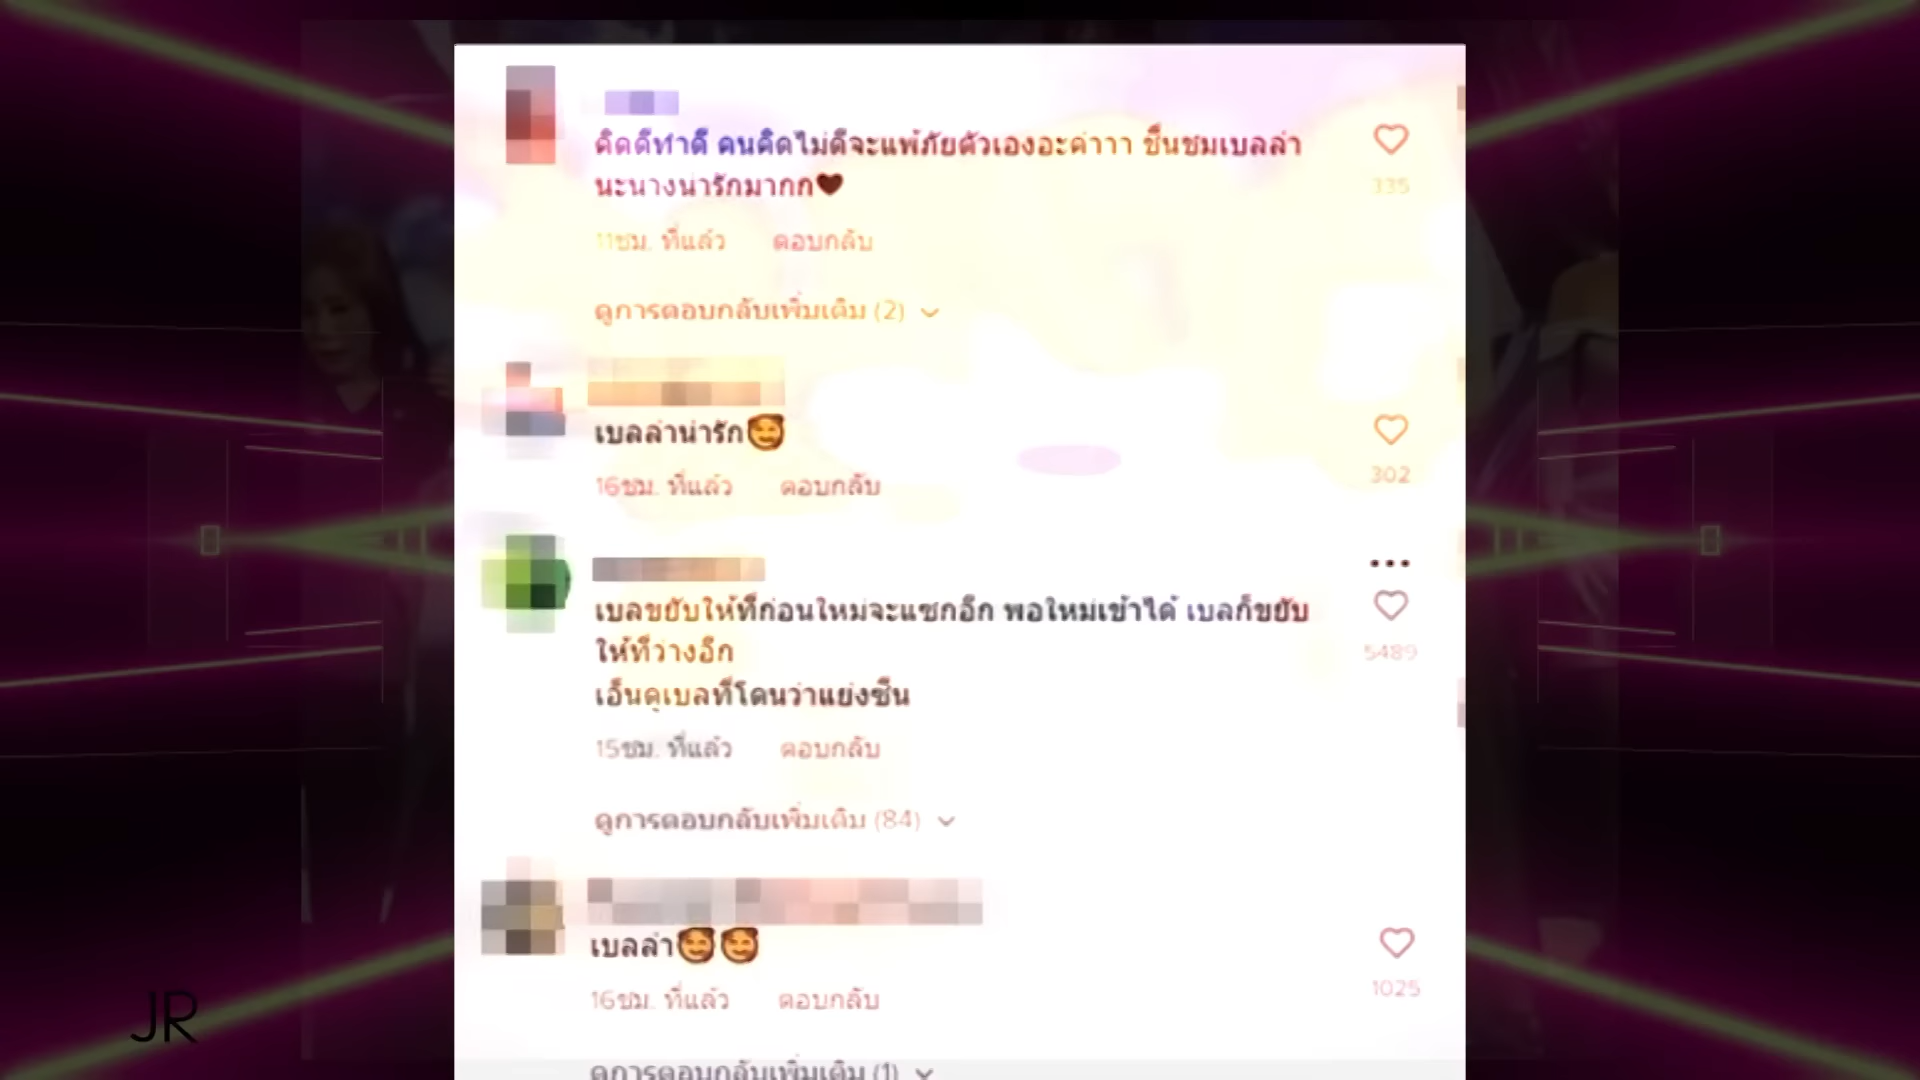 คิดดีทำดี คนคิดไม่ดีจะแพ้ภัยตัวเองอะค่าาา ชื่นชมเบลล่า
นะนางน่ารักมากก🖤
335
11ชม. ที่แล้ว ตอบกลับ
ดูการตอบกลับเพิ่มเติม (2)
เบลล่าน่ารัก🥰
302
16ชม. ที่แล้ว ตอบกลับ
เบลขยับให้ที่ก่อนใหม่จะแซกอีก พอใหม่เข้าได้ เบลก็ขยับ
ให้ที่ว่างอีก
5489
เอ็นดูเบลที่โดนว่าแย่งซีน
15ชม. ที่แล้ว ตอบกลับ
ดูการตอบกลับเพิ่มเติม (84)
เบลล่า🥰🥰
1025
16ชม. ที่แล้ว ตอบกลับ
ดูการตอบกลับเพิ่มเติม (1)
JR